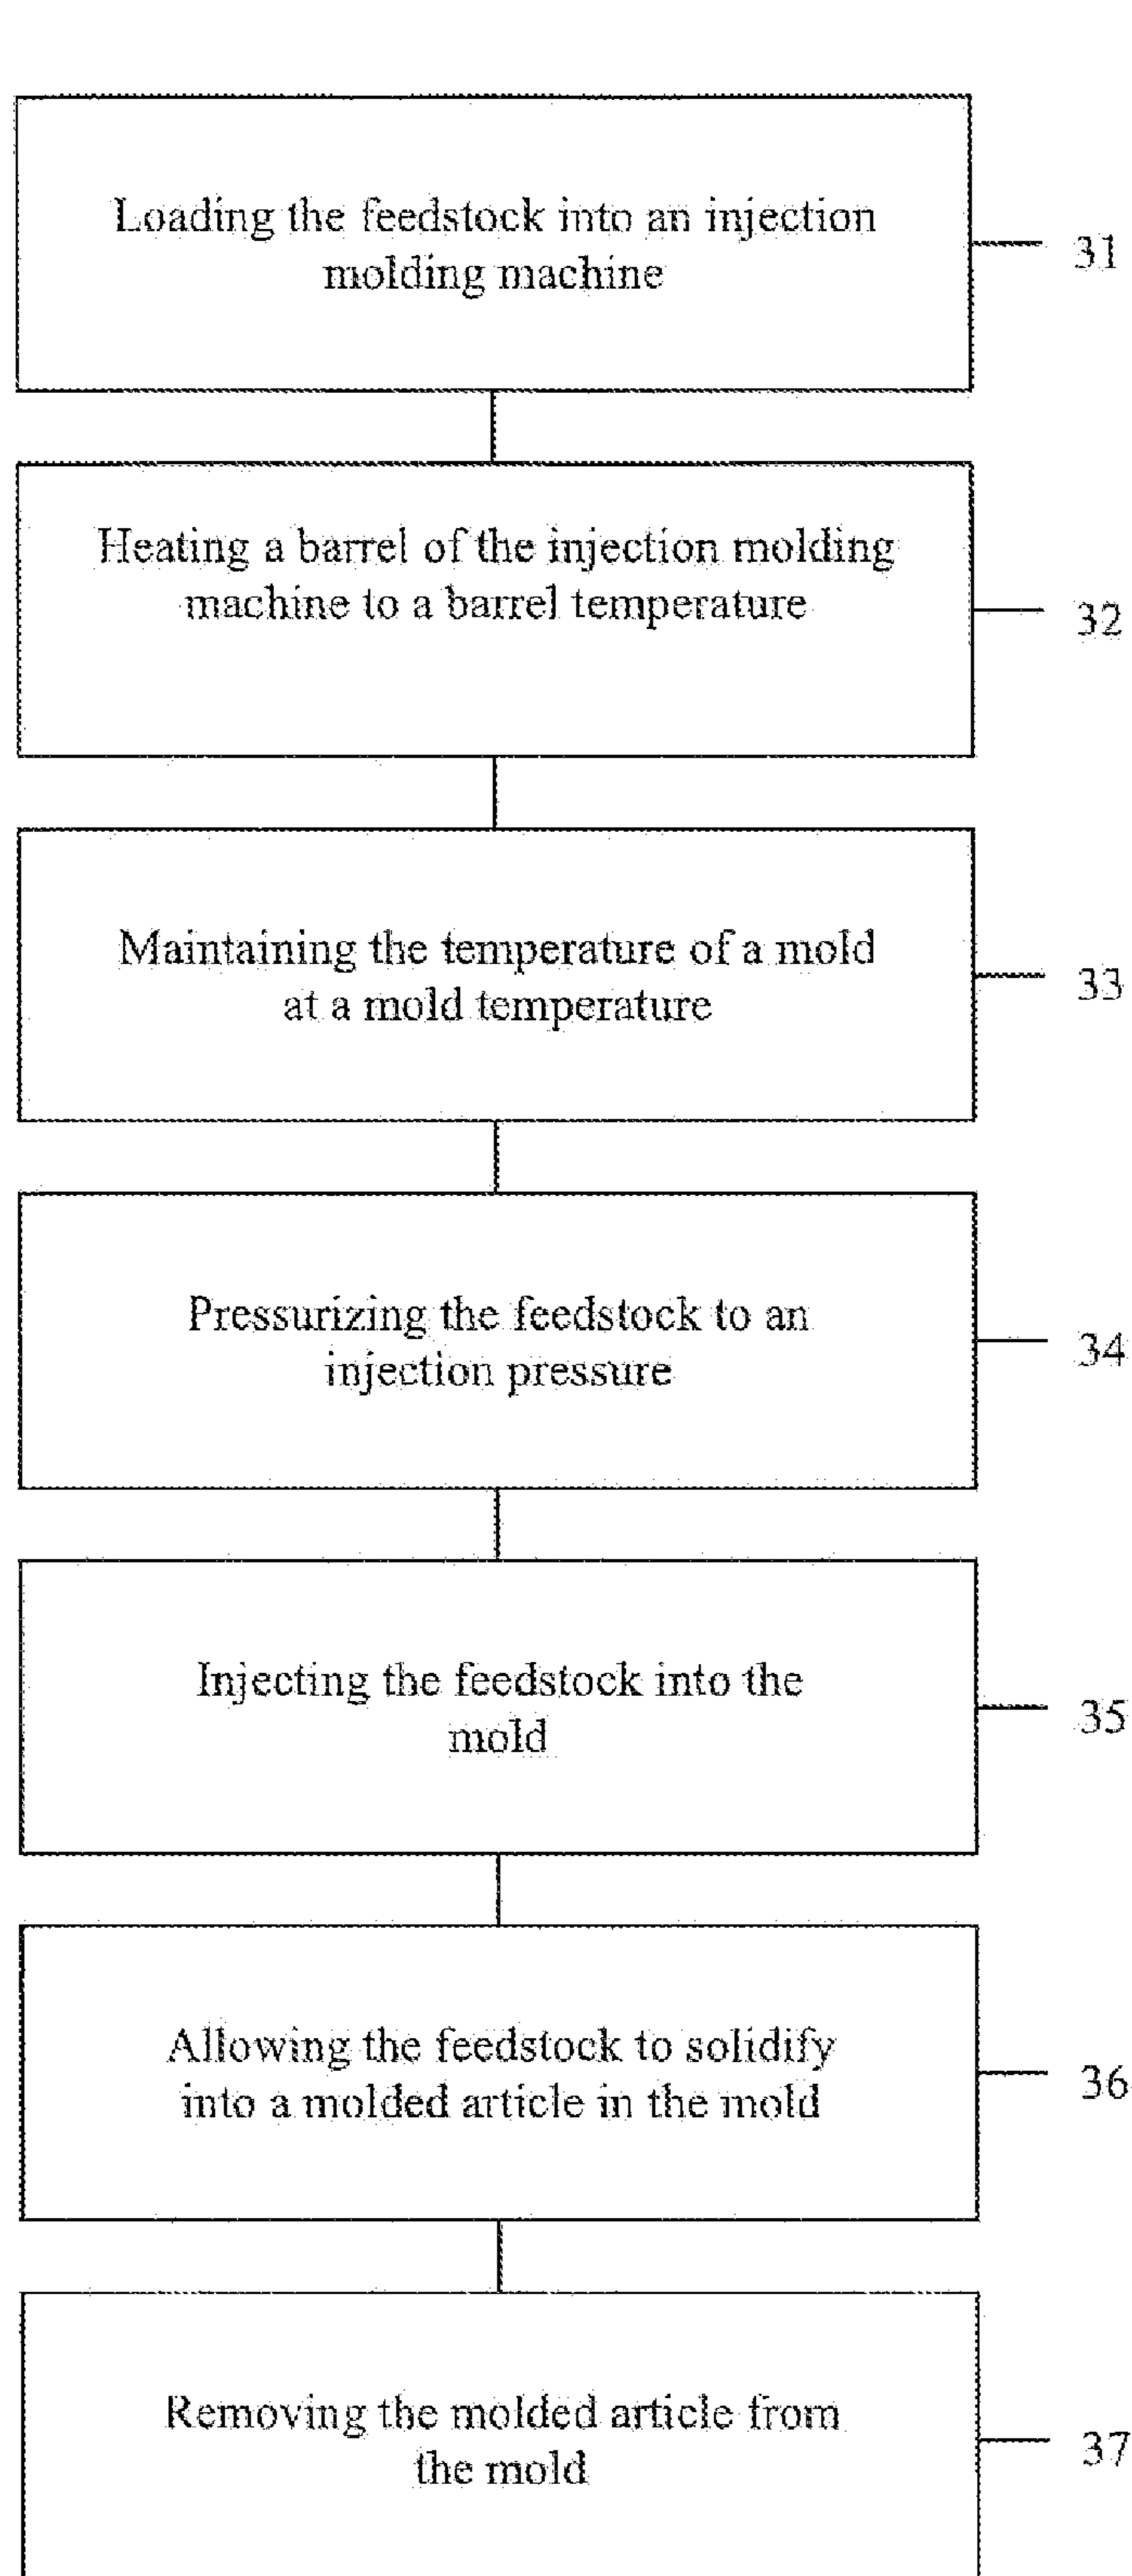 Loading the feedstock into an injection
molding machine
31
Heating a barrel of the injection molding
machine to a barrel temperature
32
Maintaining the temperature of a mold
at a mold temperature
33
Pressurizing the feedstock to an
injection pressure
34
Injecting the feedstock into the
mold
35
Allowing the feedstock to solidify
into a molded article in the mold
36
Removing the molded article from
the mold
37